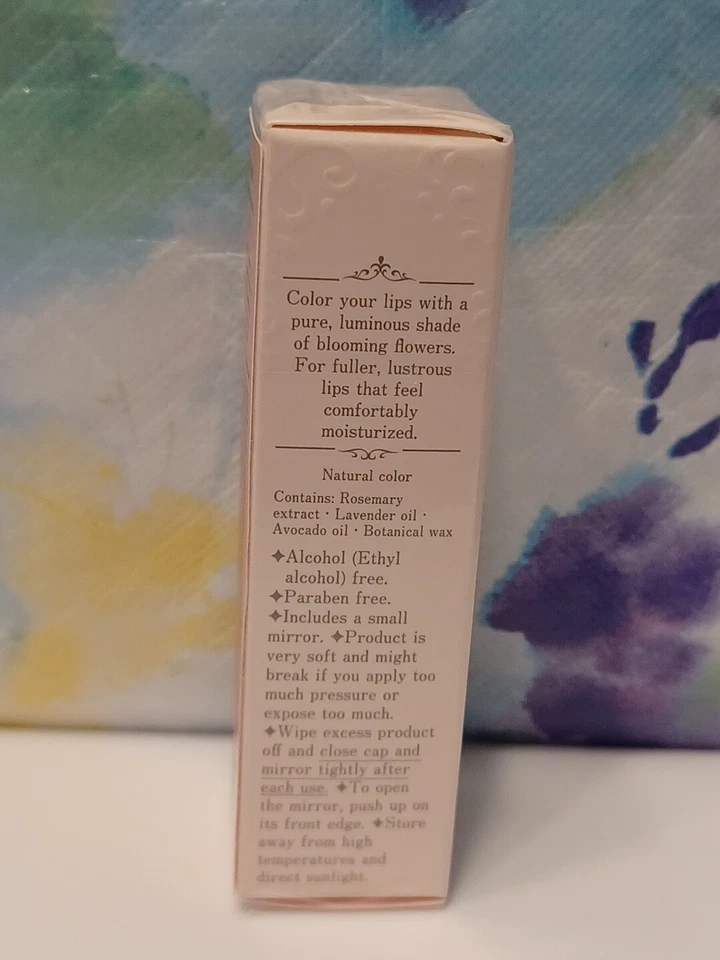 Color your lips with a
pure, luminous shade
of blooming flowers.
For fuller, lustrous
lips that feel
comfortably
moisturized.
Natural color
Contains: Rosemary
extract・Lavender oil・
Avocado oil・Botanical wax
✦Alcohol (Ethyl
alcohol) free.
✦Paraben free.
✦Includes a small
mirror. ✦Product is
very soft and might
break if you apply too
much pressure or
expose too much.
✦Wipe excess product
off and close cap and
mirror tightly after
each use. ✦To open
the mirror, push up on
its front edge. ✦Store
away from high
temperatures and
direct sunlight.